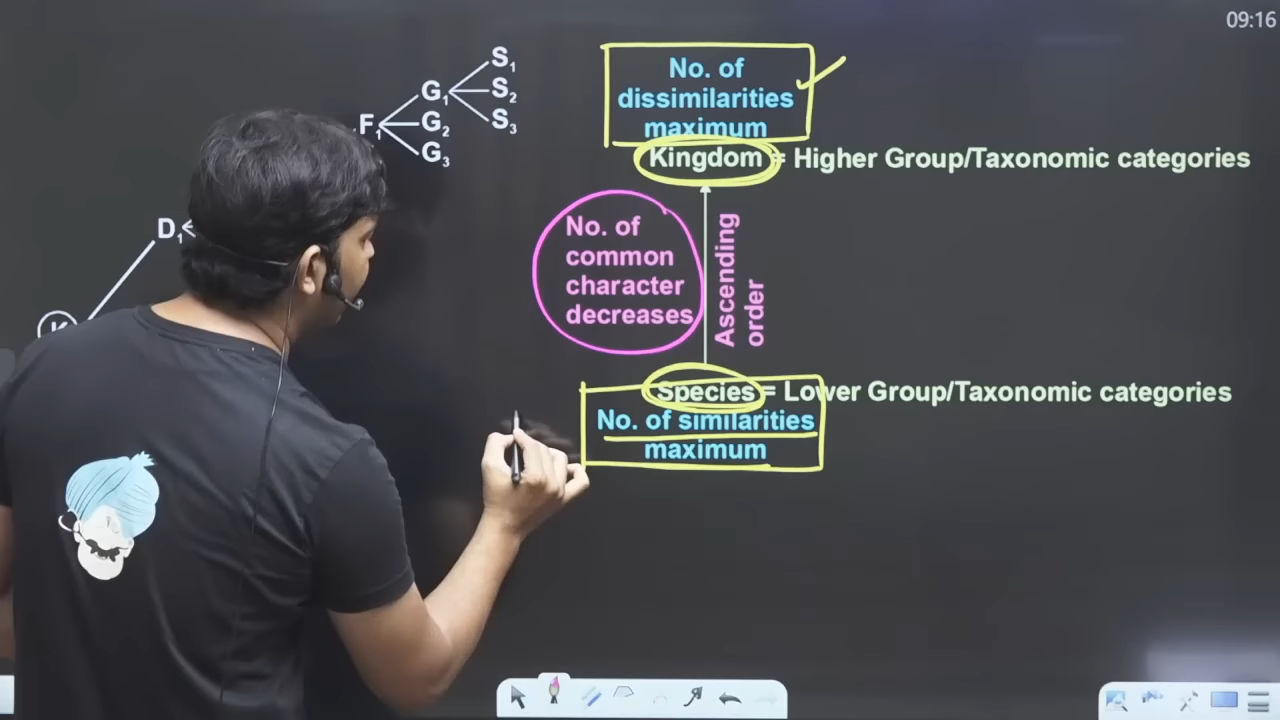 09:16
S₁
G₁ S₂
F₁ G₂ S₃
G₃
D₁
K
No. of
dissimilarities
maximum
Kingdom = Higher Group/Taxonomic categories
No. of
common
character
decreases
Ascending
order
Species = Lower Group/Taxonomic categories
No. of similarities
maximum